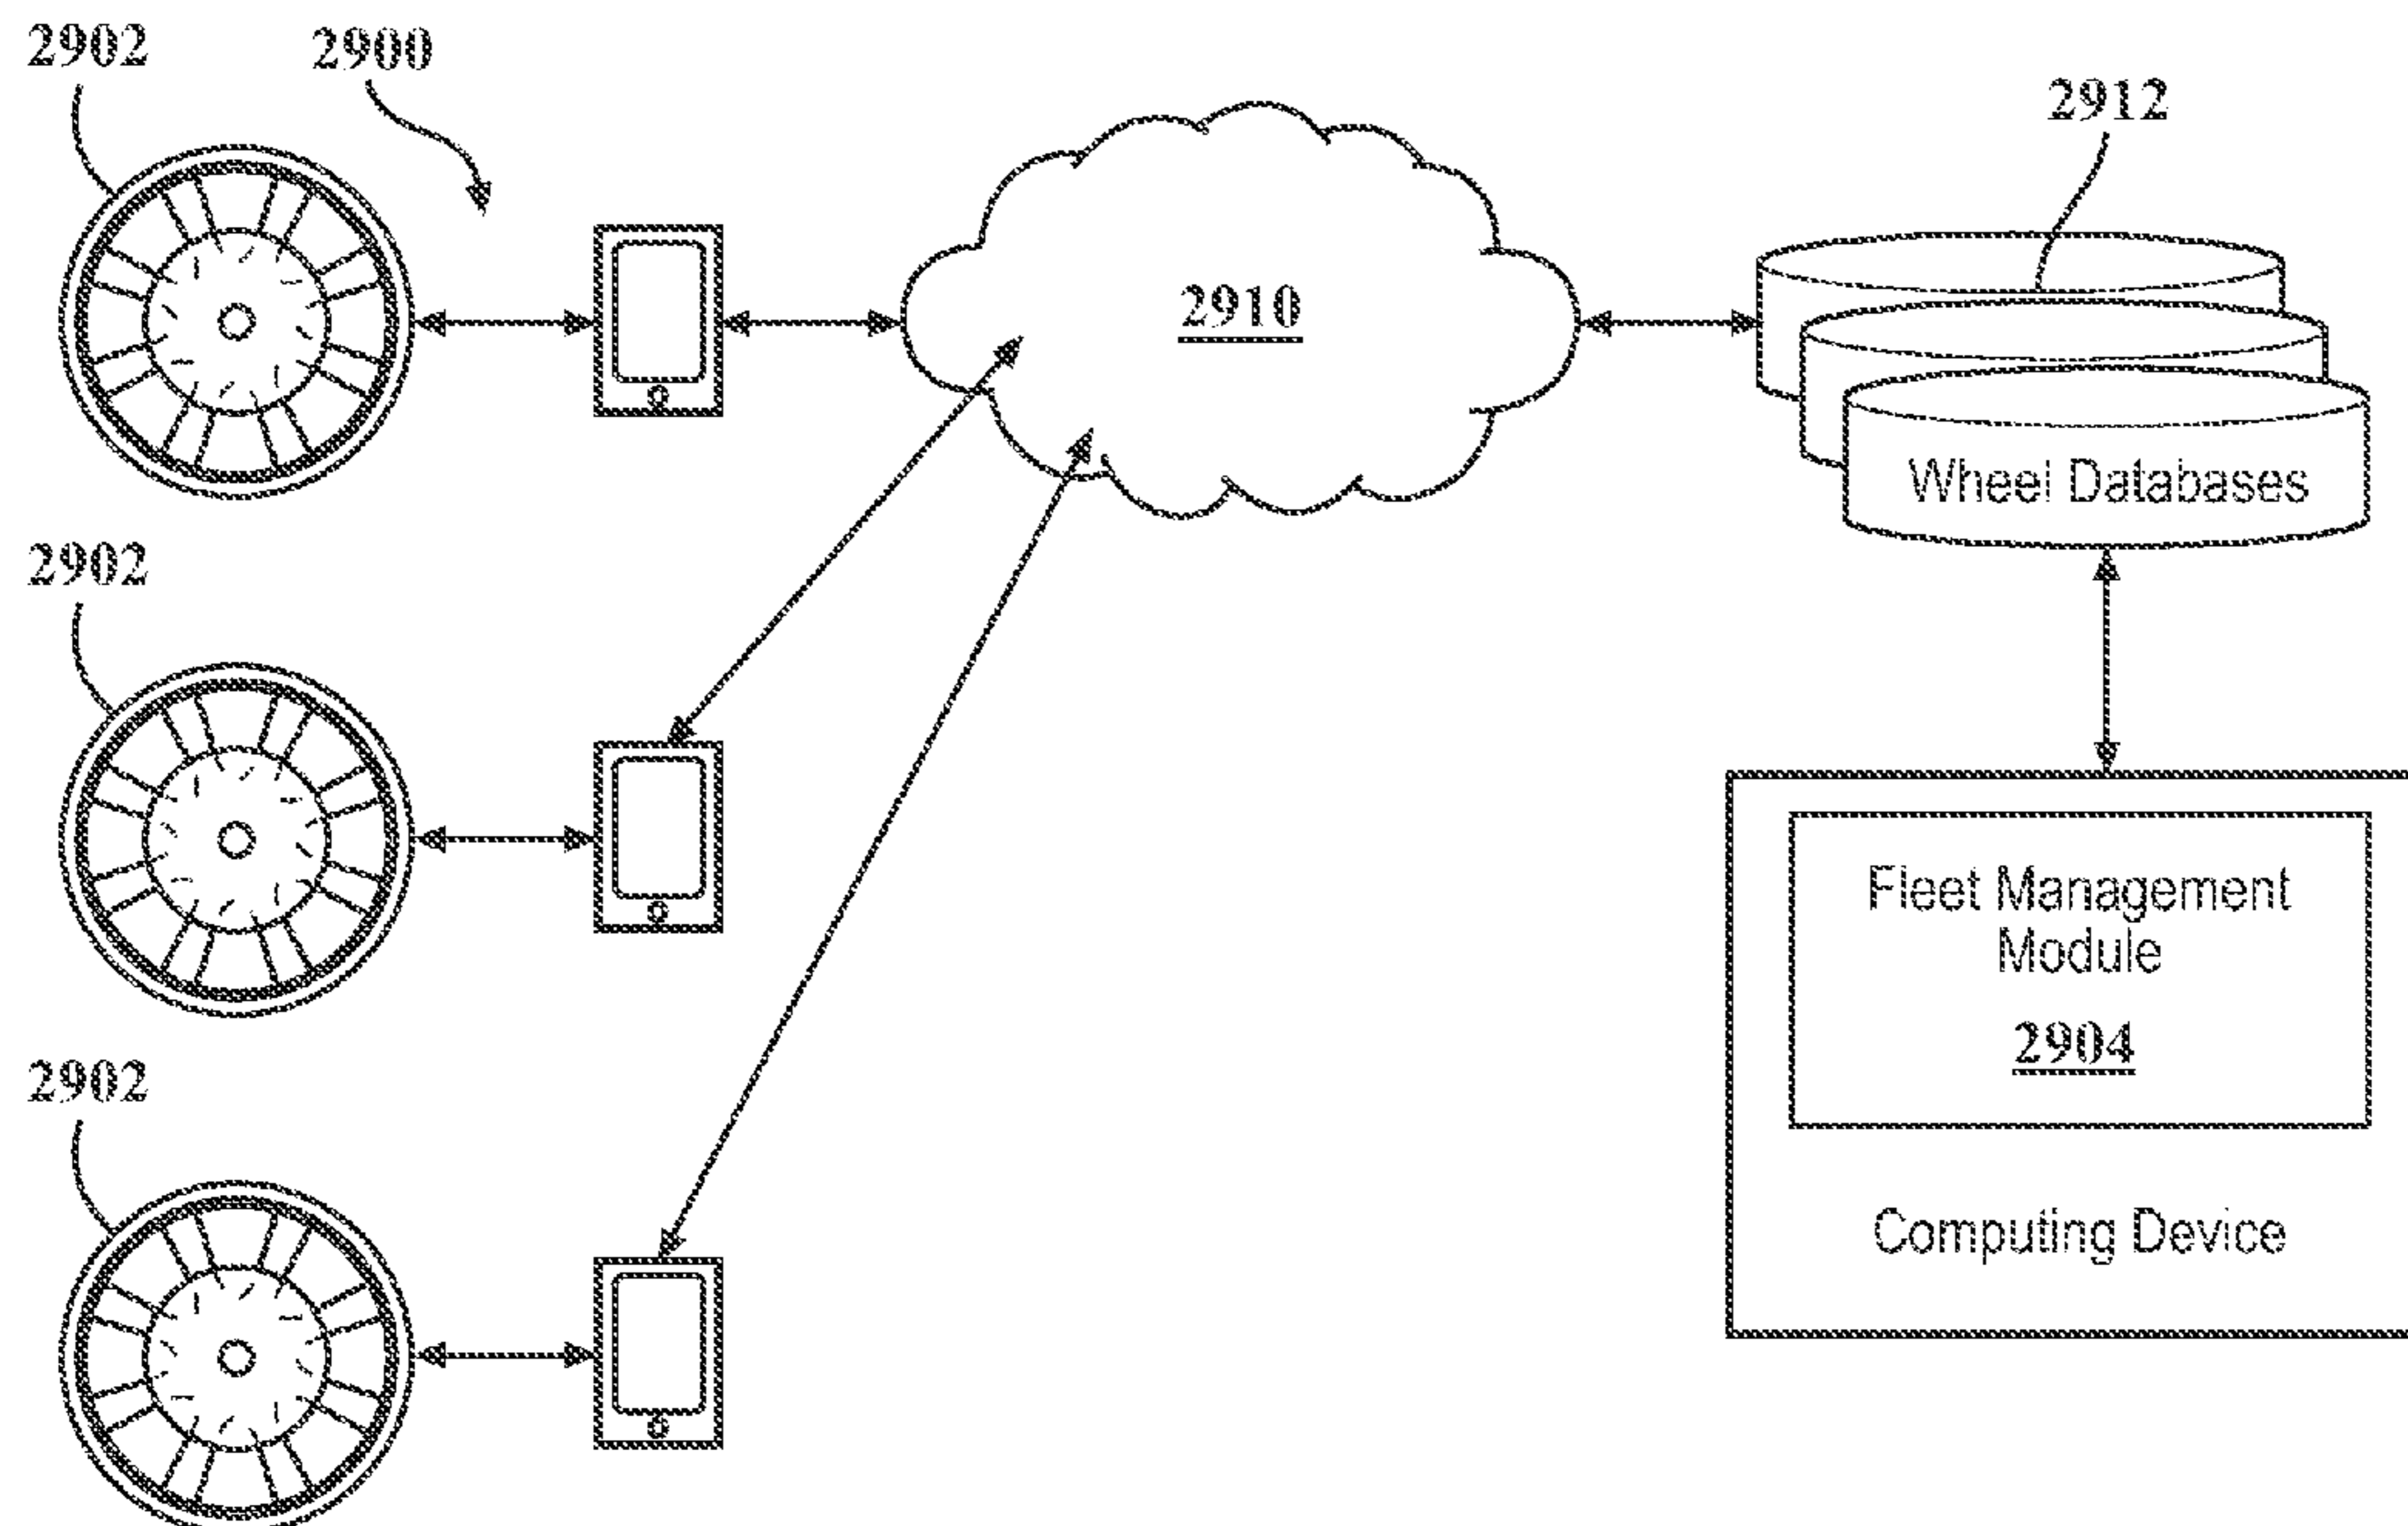 2902
2900
2912
2910
Wheel Databases
2902
Fleet Management
Module
2904
2902
Computing Device